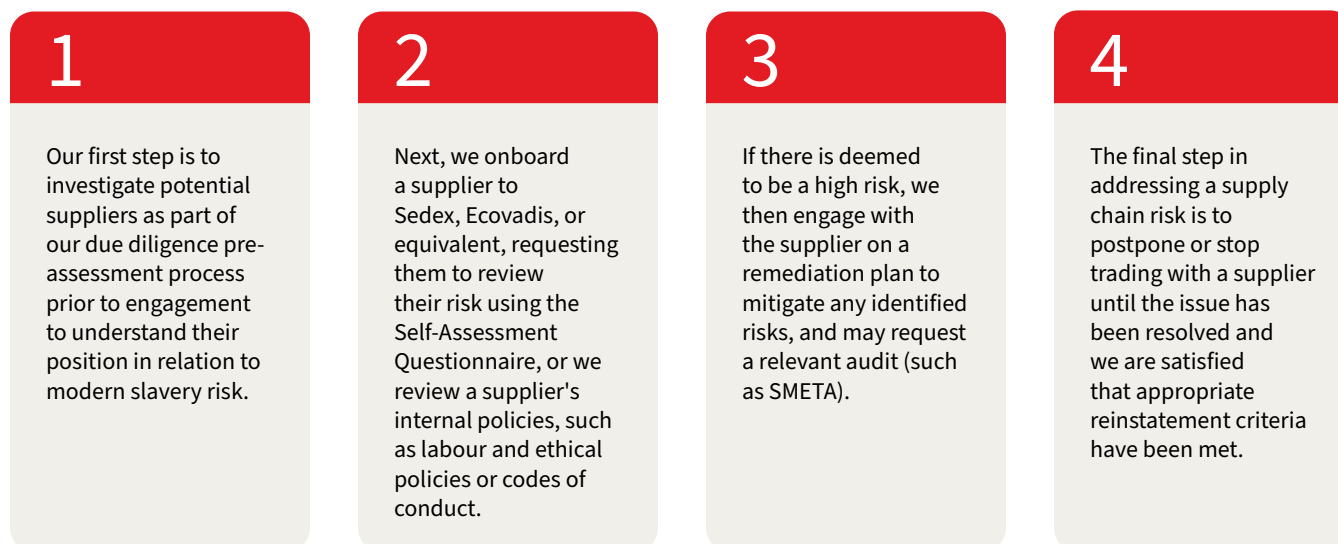 1
Our first step is to
investigate potential
suppliers as part of
our due diligence pre-
assessment process
prior to engagement
to understand their
position in relation to
modern slavery risk.
2
Next, we onboard
a supplier to
Sedex, Ecovadis, or
equivalent, requesting
them to review
their risk using the
Self-Assessment
Questionnaire, or we
review a supplier's
internal policies, such
as labour and ethical
policies or codes of
conduct.
3
If there is deemed
to be a high risk, we
then engage with
the supplier on a
remediation plan to
mitigate any identified
risks, and may request
a relevant audit (such
as SMETA).
4
The final step in
addressing a supply
chain risk is to
postpone or stop
trading with a supplier
until the issue has
been resolved and
we are satisfied
that appropriate
reinstatement criteria
have been met.